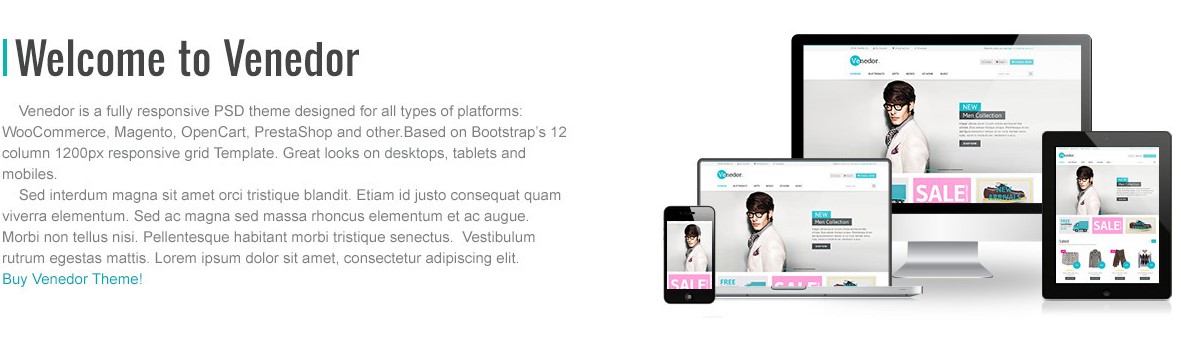 Welcome to Venedor
Venedor is a fully responsive PSD theme designed for all types of platforms:
WooCommerce, Magento, OpenCart, PrestaShop and other.Based on Bootstrap's 12
column 1200px responsive grid Template. Great looks on desktops, tablets and
mobiles.
Sed interdum magna sit amet orci tristique blandit. Etiam id justo consequat quam
viverra elementum. Sed ac magna sed massa rhoncus elementum et ac augue.
Morbi non tellus nisi. Pellentesque habitant morbi tristique senectus.  Vestibulum
rutrum egestas mattis. Lorem ipsum dolor sit amet, consectetur adipiscing elit.
Buy Venedor Theme!
Venedor
NEW
Men Collection
SALE
NEW
ARRIVALS
Venedor
NEW
Men Collection
FREE
SALE
SALE
Venedor
NEW
Men Collection
FREE
SALE
Latest